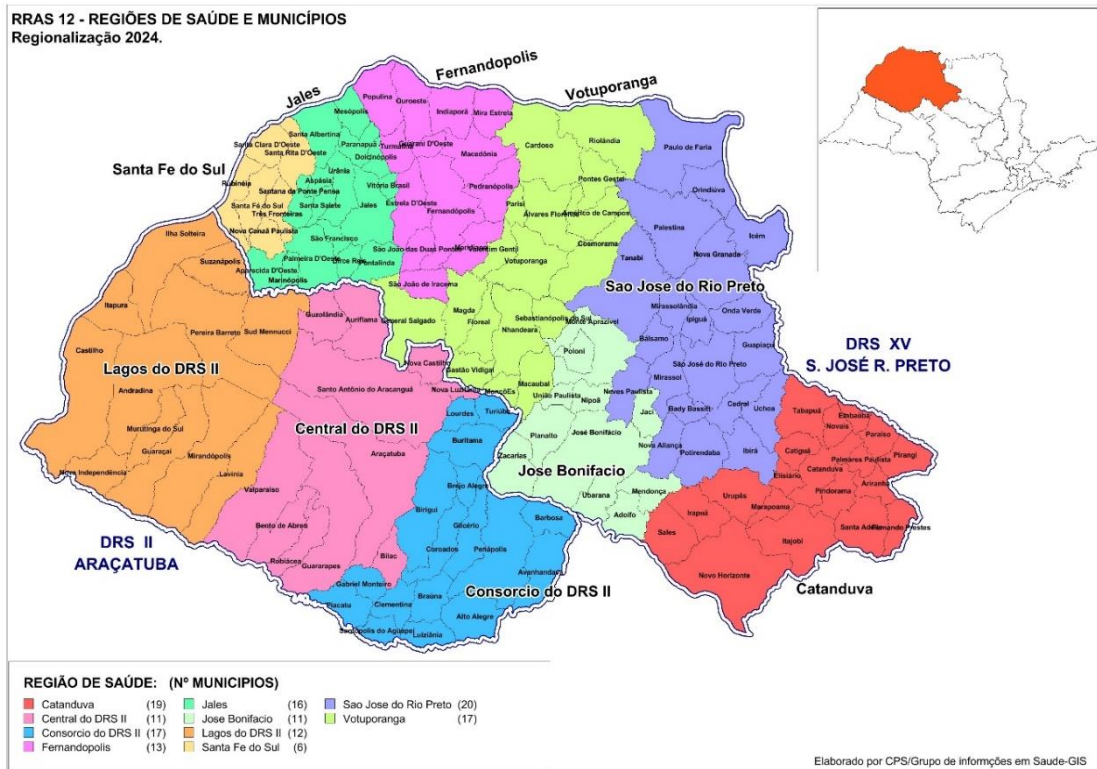 RRAS 12 - REGIÕES DE SAÚDE E MUNICÍPIOS
Regionalização 2024.
Fernandopolis
Votuporanga
Jales
Santa Fe do Sul
Populina
Ouroeste
Indiaporã
Mira Estrela
Mesópolis
Santa Albertina
Paranapuã
Turmalina
Guarani D'Oeste
Dolcinópolis
Macedônia
Santa Clara D'Oeste
Santa Rita D'Oeste
Urânia
Aspásia
Vitória Brasil
Pedranópolis
Rubinéia
Santana da Ponte Pensa
Santa Fé do Sul
Santa Salete
Jales
Estrela D'Oeste
Fernandópolis
Três Fronteiras
Nova Canaã Paulista
São Francisco
São João das Duas Pontes
Meridiano
Valentim Gentil
Palmeira D'Oeste
Dirce Reis
Pontalinda
Aparecida D'Oeste
Marinópolis
São João de Iracema
Cardoso
Riolândia
Pontes Gestal
Parisi
Álvares Florence
Américo de Campos
Cosmorama
Votuporanga
Paulo de Faria
Orindiúva
Palestina
Icém
Nova Granada
Tanabi
Sao Jose do Rio Preto
Mirassolândia
Ipiguá
Onda Verde
Bálsamo
Guapiaçu
São José do Rio Preto
Mirassol
Neves Paulista
Bady Bassitt
Cedral
Uchoa
Nova Aliança
Potirendaba
Ibirá
DRS XV
S. JOSÉ R. PRETO
Ilha Solteira
Suzanápolis
Itapura
Pereira Barreto
Sud Mennucci
Castilho
Lagos do DRS II
Andradina
Murutinga do Sul
Guaraçaí
Mirandópolis
Nova Independência
Lavínia
Guzolândia
Auriflama
General Salgado
Magda
Floreal
Nhandeara
Sebastianópolis do Sul
Monte Aprazível
Poloni
Nova Castilho
Gastão Vidigal
Macaubal
Nova Luzitânia
MonçõEs
União Paulista
Nipoã
Jaci
Santo Antônio do Aracanguá
Central do DRS II
Araçatuba
Valparaíso
Bento de Abreu
Rubiácea
Guararapes
Bilac
Lourdes
Turiúba
Buritama
Zacarias
Planalto
José Bonifácio
Jose Bonifacio
Ubarana
Mendonça
Adolfo
Brejo Alegre
Birigui
Glicério
Barbosa
Coroados
Penápolis
Avanhandava
Consorcio do DRS II
Gabriel Monteiro
Piacatu
Clementina
Braúna
Alto Alegre
Santópolis do Aguapeí
Luiziânia
DRS II
ARAÇATUBA
Tabapuã
Embaúba
Novais
Paraíso
Catiguá
Palmares Paulista
Pirangi
Elisiário
Catanduva
Ariranha
Pindorama
Urupês
Irapuã
Marapoama
Sales
Santa Adélia
Fernando Prestes
Itajobi
Novo Horizonte
Catanduva
REGIÃO DE SAÚDE: (Nº MUNICIPIOS)
Catanduva (19) Jales (16) Sao Jose do Rio Preto (20)
Central do DRS II (11) Jose Bonifacio (11) Votuporanga (17)
Consorcio do DRS II (17) Lagos do DRS II (12)
Fernandopolis (13) Santa Fe do Sul (6)
Elaborado por CPS/Grupo de informções em Saude-GIS